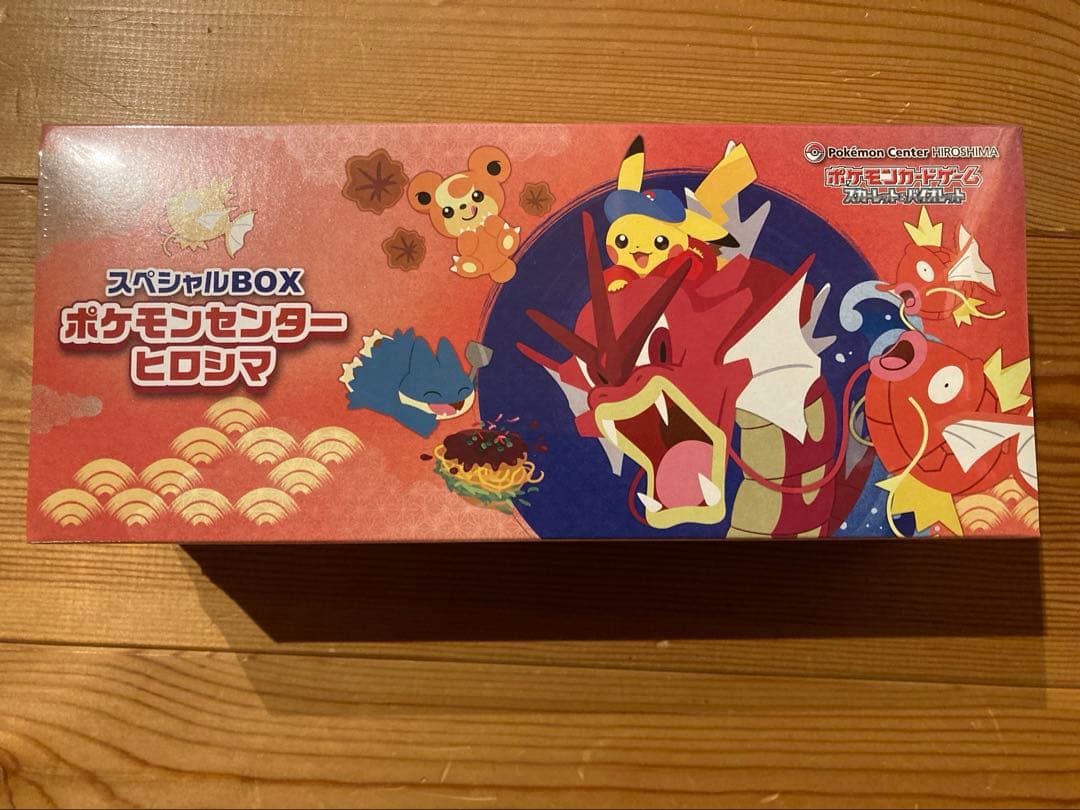 Pokémon Center HIROSHIMA
ポケモンカードゲーム
スカーレット&バイオレット
スペシャルBOX
ポケモンセンター
ヒロシマ